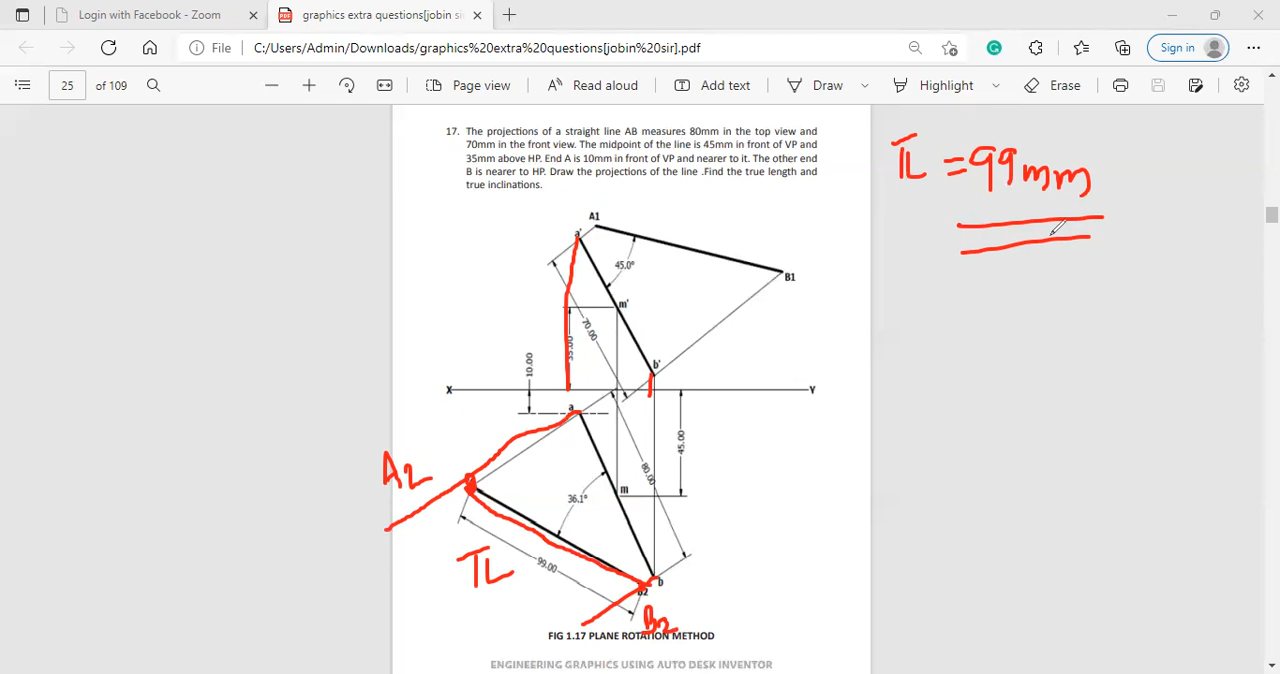 Login with Facebook - Zoom
graphics extra questions[jobin si
File
C:/Users/Admin/Downloads/graphics%20extra%20questions[jobin%20sir].pdf
Sign in
25
of 109
Page view
Read aloud
Add text
Draw
Highlight
Erase
17. The projections of a straight line AB measures 80mm in the top view and
70mm in the front view. The midpoint of the line is 45mm in front of VP and
35mm above HP. End A is 10mm in front of VP and nearer to it. The other end
B is nearer to HP. Draw the projections of the line .Find the true length and
true inclinations.
TL = 99mm
A1
a'
45.0°
B1
m'
70.00
35.00
10.00
b'
X
Y
a
45.00
80.00
A2
m
36.1°
TL
99.00
b
B2
B2
FIG 1.17 PLANE ROTATION METHOD
ENGINEERING GRAPHICS USING AUTO DESK INVENTOR